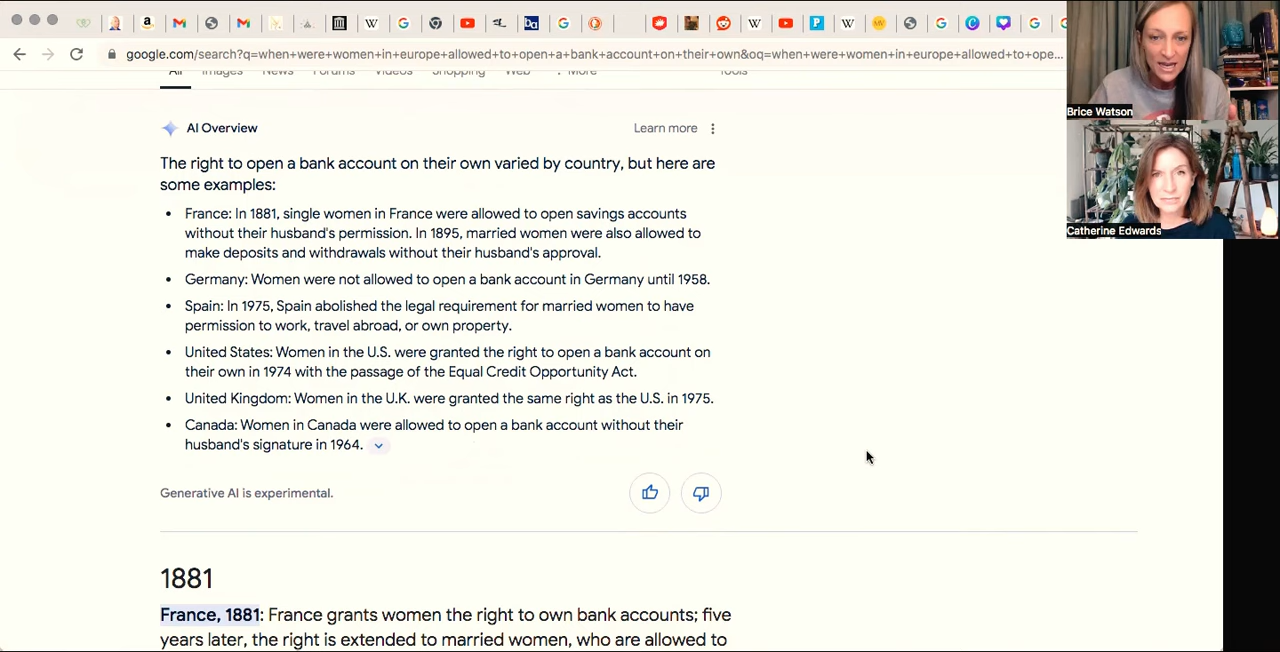 google.com/search?q=when+were+women+in+europe+allowed+to+open+a+bank+account+on+their+own&oq=when+were+women+in+europe+allowed+to+ope...
All Images News Forums Videos Shopping Web More Tools
Brice Watson
AI Overview Learn more
The right to open a bank account on their own varied by country, but here are
some examples:
• France: In 1881, single women in France were allowed to open savings accounts
without their husband's permission. In 1895, married women were also allowed to
make deposits and withdrawals without their husband's approval.
Catherine Edwards
• Germany: Women were not allowed to open a bank account in Germany until 1958.
• Spain: In 1975, Spain abolished the legal requirement for married women to have
permission to work, travel abroad, or own property.
• United States: Women in the U.S. were granted the right to open a bank account on
their own in 1974 with the passage of the Equal Credit Opportunity Act.
• United Kingdom: Women in the U.K. were granted the same right as the U.S. in 1975.
• Canada: Women in Canada were allowed to open a bank account without their
husband's signature in 1964.
Generative AI is experimental.
1881
France, 1881: France grants women the right to own bank accounts; five
years later, the right is extended to married women, who are allowed to